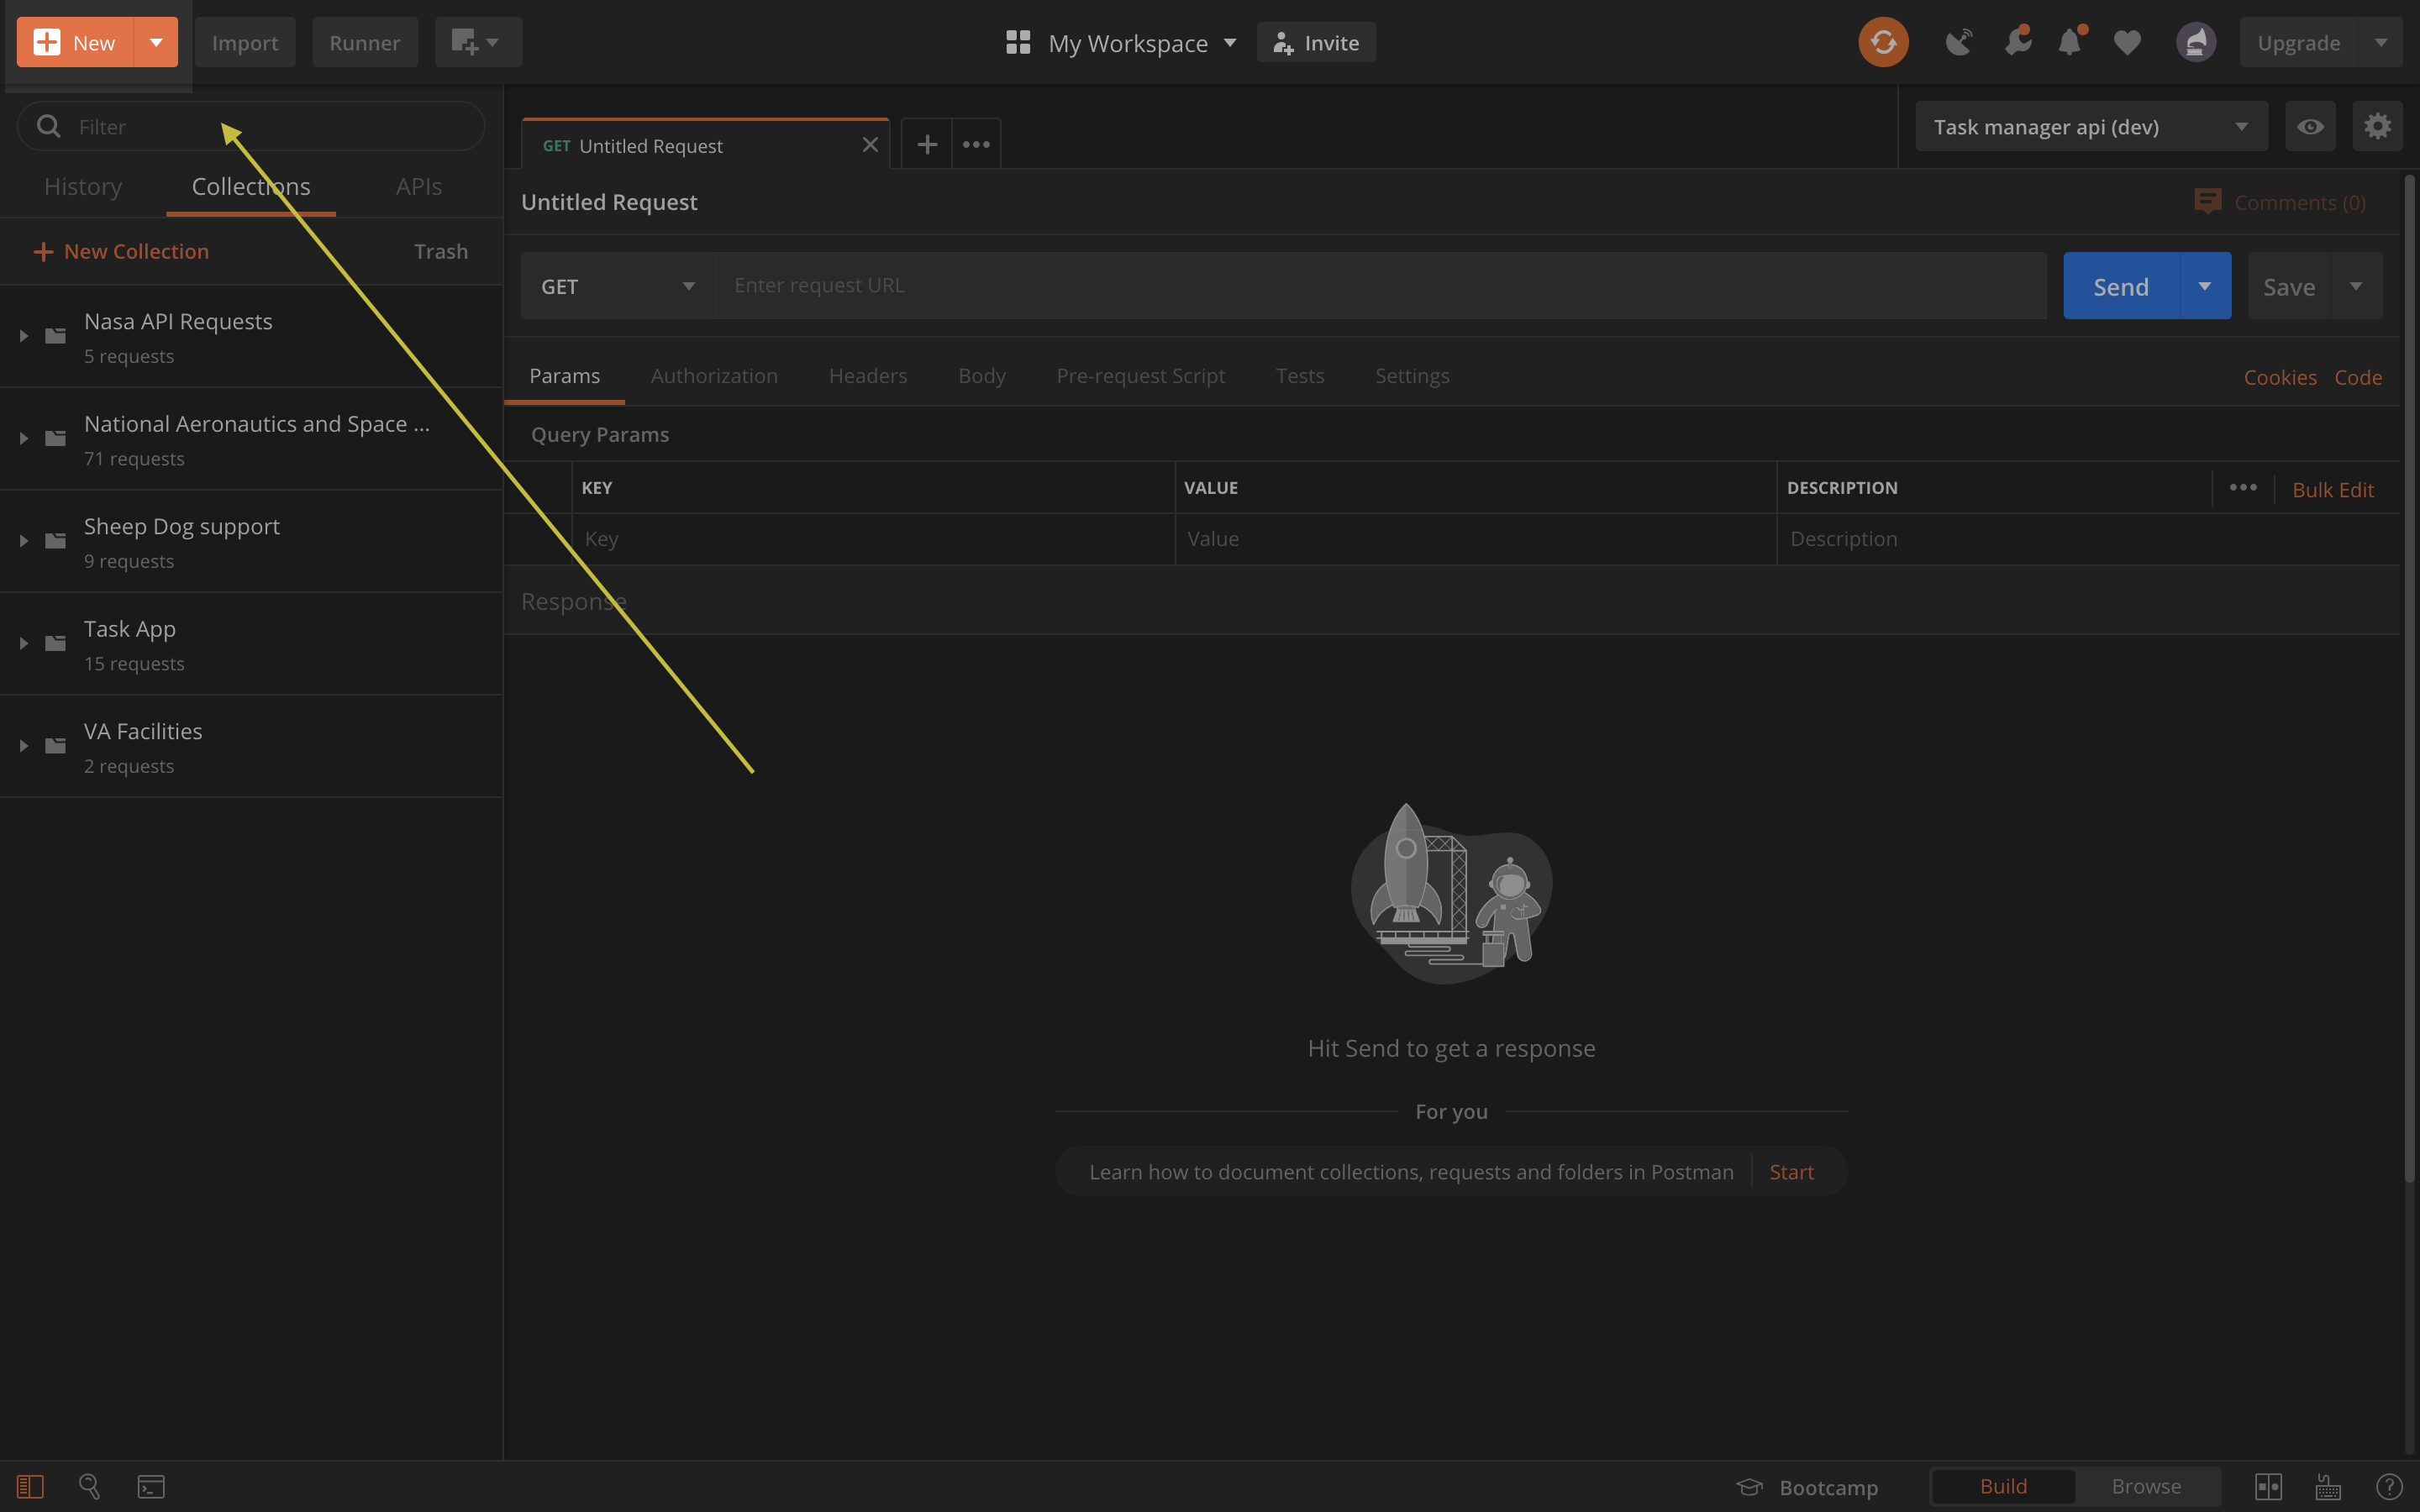 New
Import
Runner
My Workspace
Invite
Upgrade
Filter
GET Untitled Request
Task manager api (dev)
History
Collections
APIs
Untitled Request
Comments (0)
New Collection
Trash
GET
Enter request URL
Send
Save
Nasa API Requests
5 requests
Params
Authorization
Headers
Body
Pre-request Script
Tests
Settings
Cookies
Code
National Aeronautics and Space ...
71 requests
Query Params
KEY
VALUE
DESCRIPTION
Bulk Edit
Key
Value
Description
Sheep Dog support
9 requests
Response
Task App
15 requests
VA Facilities
2 requests
Hit Send to get a response
For you
Learn how to document collections, requests and folders in Postman
Start
Bootcamp
Build
Browse